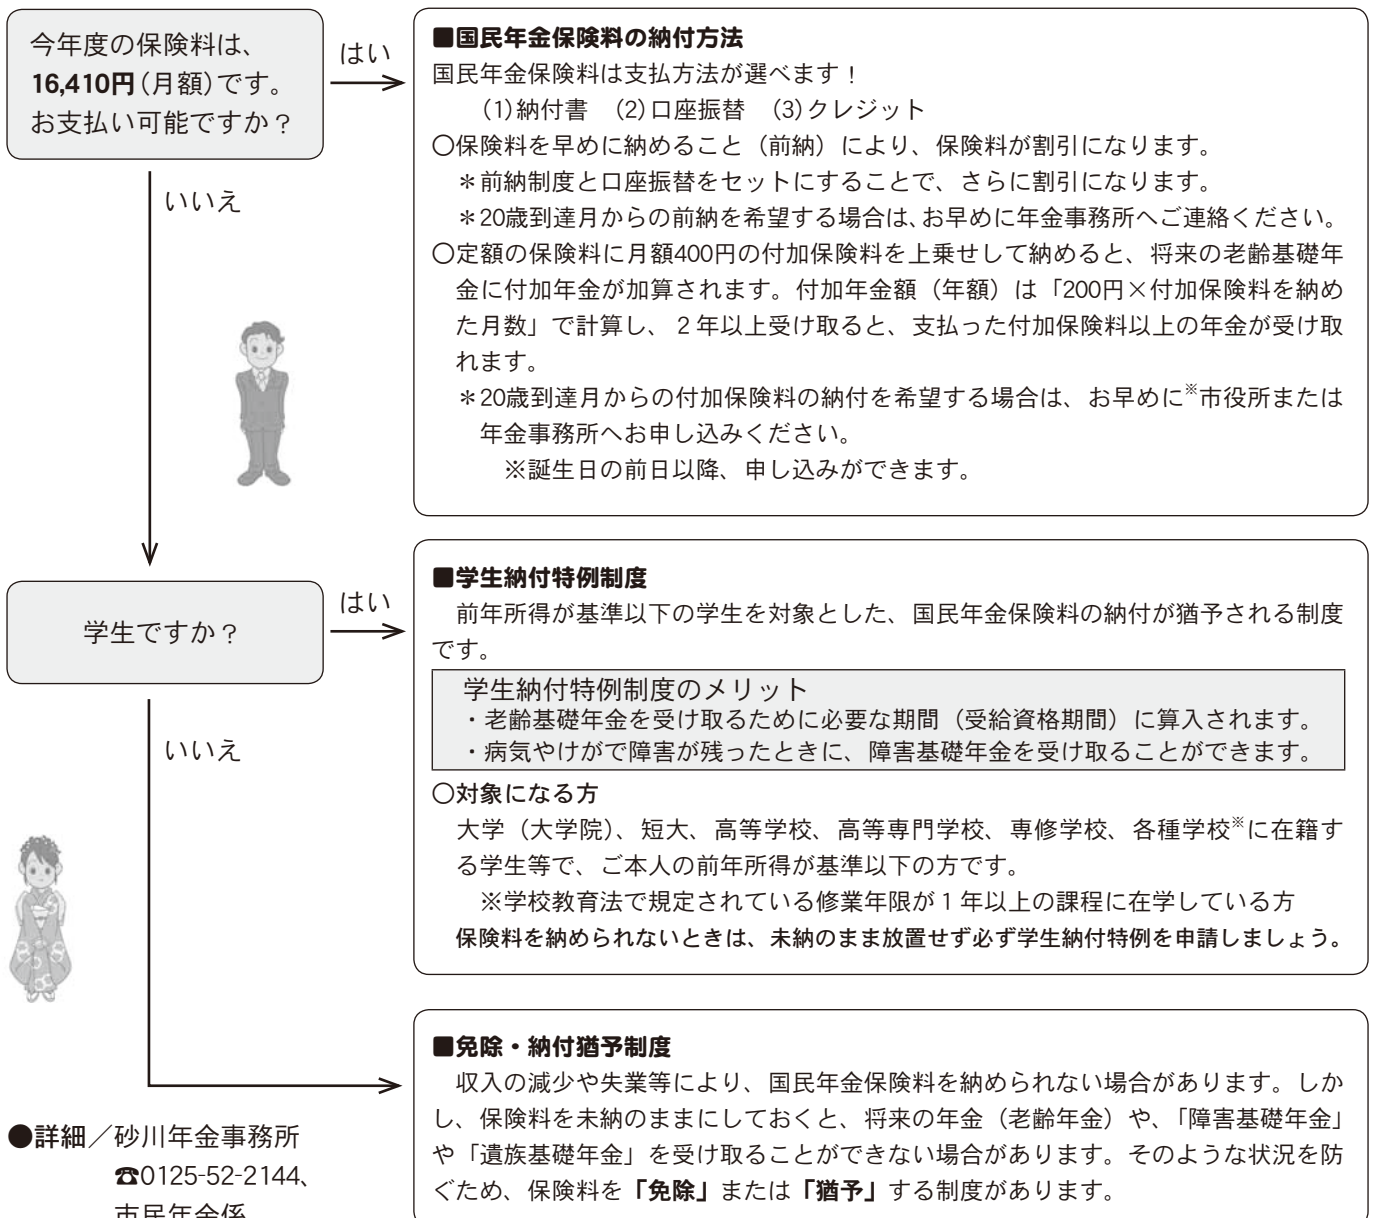 今年度の保険料は、
16,410円(月額)です。
お支払い可能ですか？
はい
■国民年金保険料の納付方法
国民年金保険料は支払方法が選べます！
(1)納付書　(2)口座振替　(3)クレジット
○保険料を早めに納めること（前納）により、保険料が割引になります。
＊前納制度と口座振替をセットにすることで、さらに割引になります。
＊20歳到達月からの前納を希望する場合は、お早めに年金事務所へご連絡ください。
○定額の保険料に月額400円の付加保険料を上乗せして納めると、将来の老齢基礎年
金に付加年金が加算されます。付加年金額（年額）は「200円×付加保険料を納め
た月数」で計算し、２年以上受け取ると、支払った付加保険料以上の年金が受け取
れます。
＊20歳到達月からの付加保険料の納付を希望する場合は、お早めに※市役所または
年金事務所へお申し込みください。
※誕生日の前日以降、申し込みができます。
いいえ
学生ですか？
はい
■学生納付特例制度
前年所得が基準以下の学生を対象とした、国民年金保険料の納付が猶予される制度
です。
学生納付特例制度のメリット
・老齢基礎年金を受け取るために必要な期間（受給資格期間）に算入されます。
・病気やけがで障害が残ったときに、障害基礎年金を受け取ることができます。
○対象になる方
大学（大学院）、短大、高等学校、高等専門学校、専修学校、各種学校※に在籍す
る学生等で、ご本人の前年所得が基準以下の方です。
※学校教育法で規定されている修業年限が１年以上の課程に在学している方
保険料を納められないときは、未納のまま放置せず必ず学生納付特例を申請しましょう。
いいえ
■免除・納付猶予制度
収入の減少や失業等により、国民年金保険料を納められない場合があります。しか
し、保険料を未納のままにしておくと、将来の年金（老齢年金）や、「障害基礎年金」
や「遺族基礎年金」を受け取ることができない場合があります。そのような状況を防
ぐため、保険料を「免除」または「猶予」する制度があります。
●詳細／砂川年金事務所
☎0125-52-2144、
市民年金係